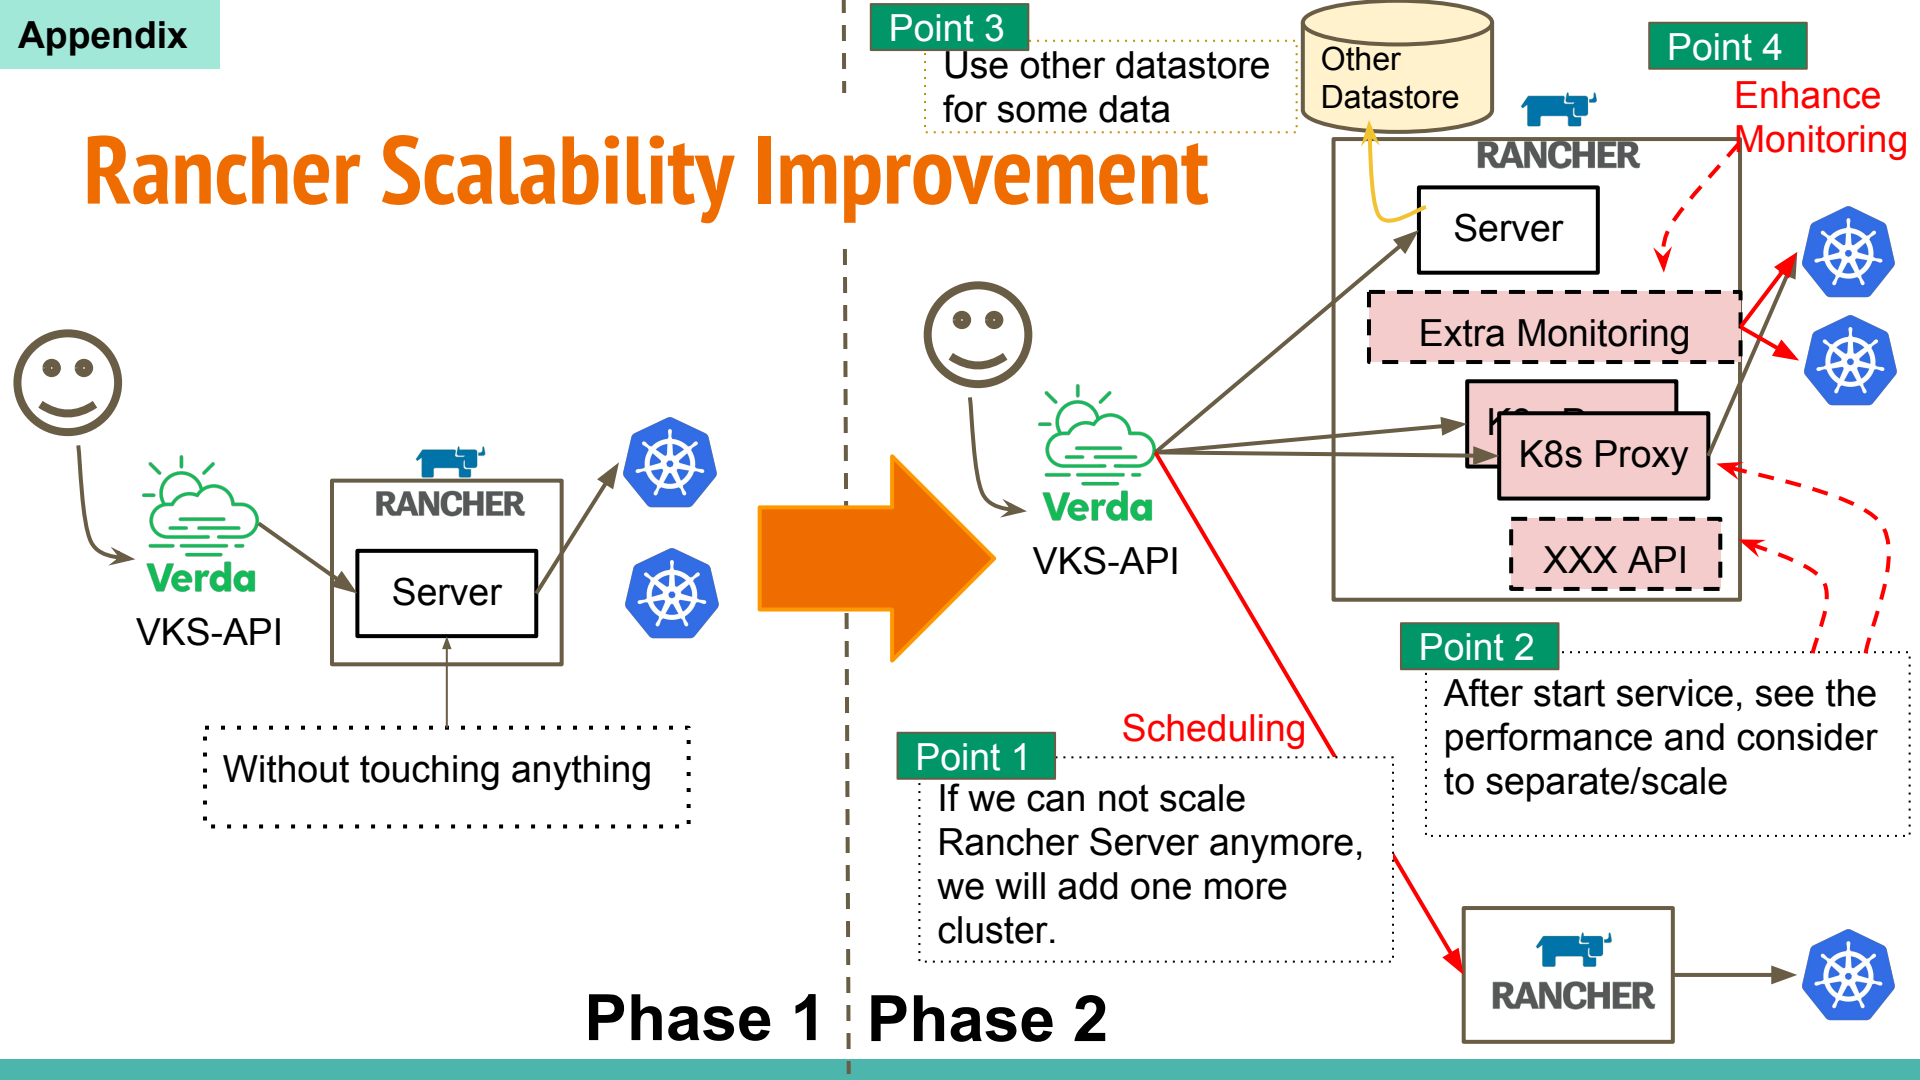 Appendix
Rancher Scalability Improvement
Verda
VKS-API
RANCHER
Server
Without touching anything
Phase 1
Point 3
Use other datastore
for some data
Other
Datastore
Point 4
Enhance
Monitoring
RANCHER
Server
Extra Monitoring
K8s Proxy
XXX API
Verda
VKS-API
Scheduling
Point 1
If we can not scale
Rancher Server anymore,
we will add one more
cluster.
Point 2
After start service, see the
performance and consider
to separate/scale
RANCHER
Phase 2